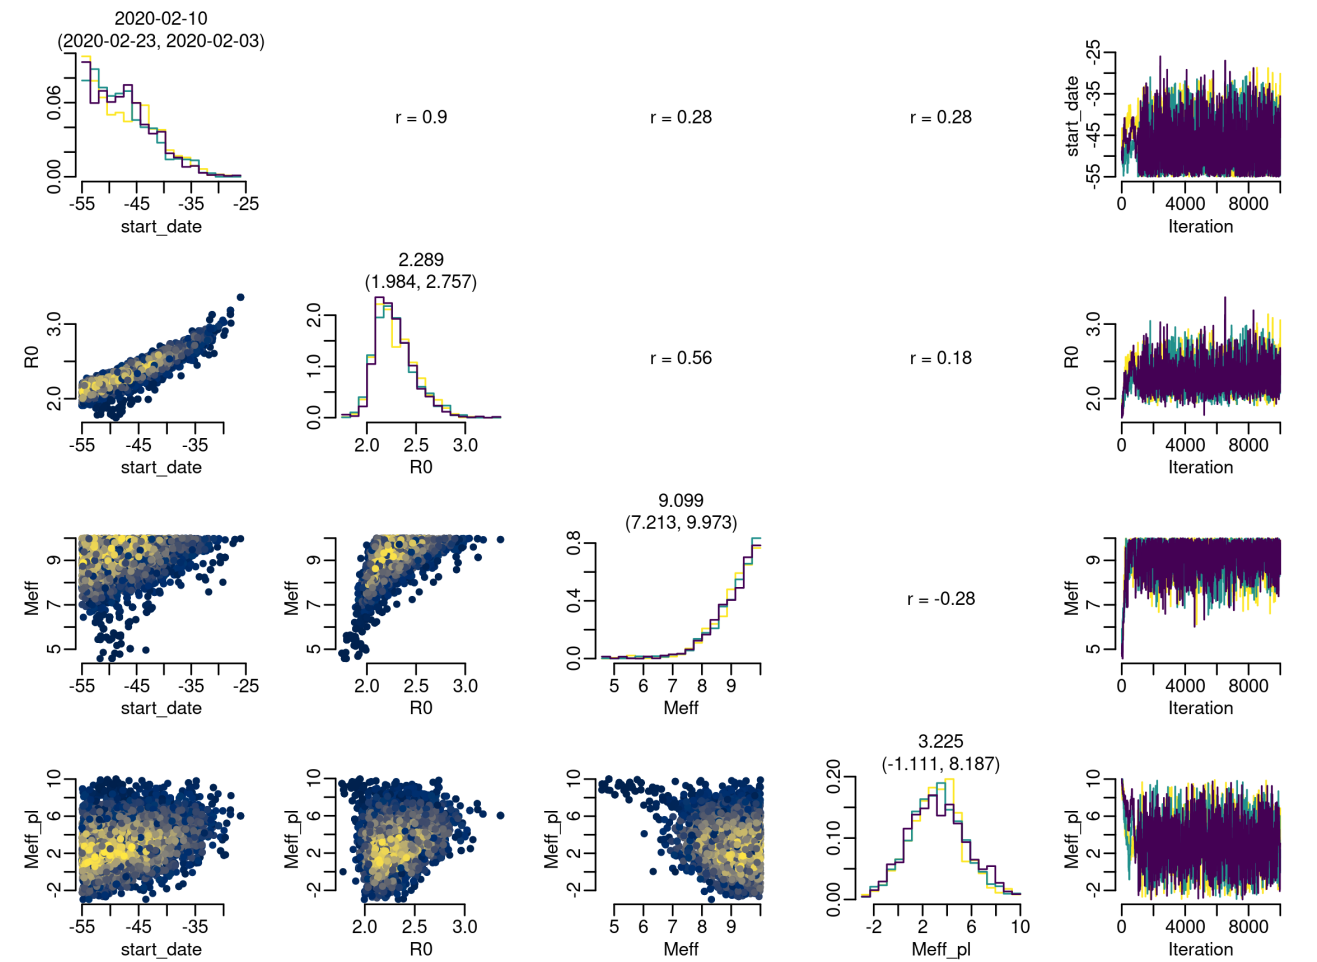 2020-02-10
(2020-02-23, 2020-02-03)
0.00 0.06
-55 -45 -35 -25
start_date
r = 0.9
r = 0.28
r = 0.28
start_date
-55 -45 -35 -25
0 4000 8000
Iteration
R0
2.0 3.0
-55 -45 -35
start_date
2.289
(1.984, 2.757)
0.0 1.0 2.0
2.0 3.0
R0
r = 0.56
r = 0.18
R0
2.0 3.0
0 4000 8000
Iteration
Meff
5 7 9
-55 -45 -35 -25
start_date
Meff
5 7 9
2.0 2.5 3.0
R0
9.099
(7.213, 9.973)
0.0 0.4 0.8
5 6 7 8 9
Meff
r = -0.28
Meff
5 7 9
0 4000 8000
Iteration
Meff_pl
-2 2 6 10
-55 -45 -35
start_date
Meff_pl
-2 2 6 10
2.0 3.0
R0
Meff_pl
-2 2 6 10
5 6 7 8 9
Meff
3.225
(-1.111, 8.187)
0.00 0.10 0.20
-2 2 6 10
Meff_pl
Meff_pl
-2 2 6 10
0 4000 8000
Iteration